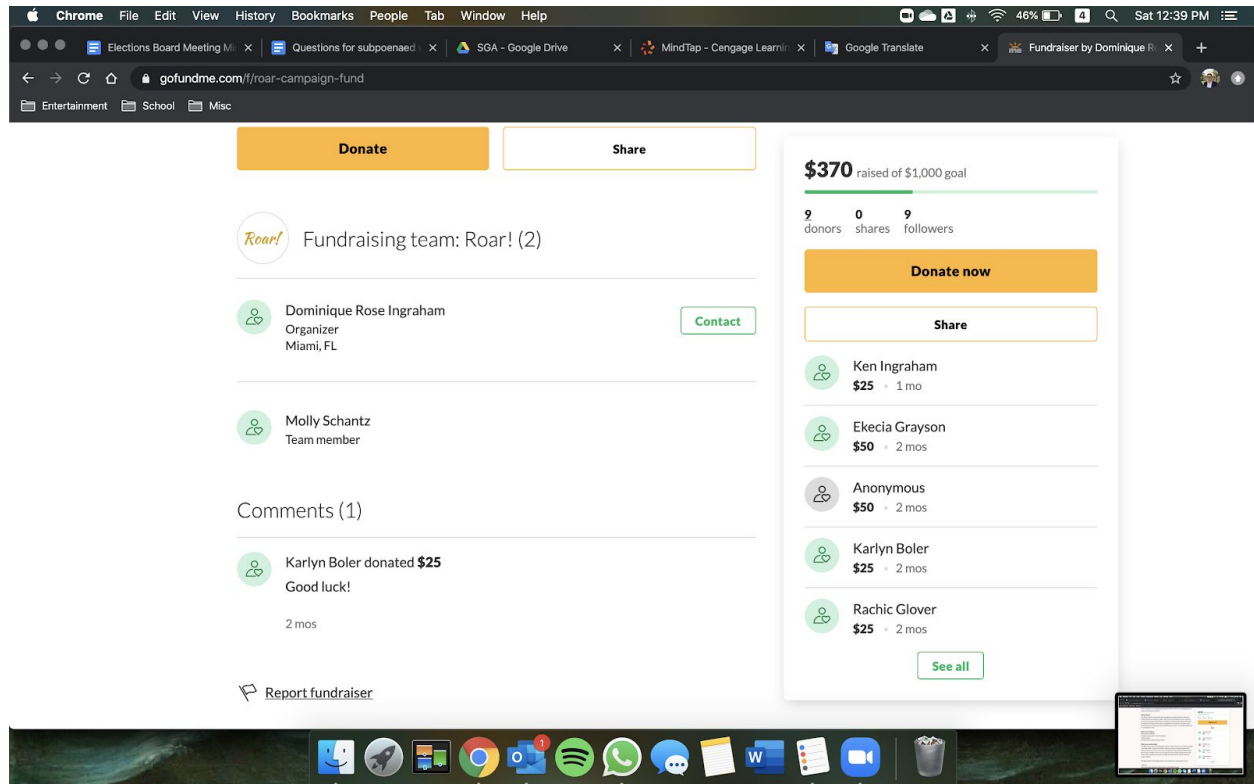 Chrome File Edit View History Bookmarks People Tab Window Help 46% 4 Sat 12:39 PM
Elections Board Meeting Mi Questions for subpoenaed SGA - Google Drive MindTap - Cengage Learnin Google Translate Fundraiser by Dominique R
gofundme.com/f/roar-campaign-fund
Entertainment School Misc
Donate Share
Roar! Fundraising team: Roar! (2)
Dominique Rose Ingraham
Organizer
Miami, FL
Contact
Molly Schantz
Team member
Comments (1)
Karlyn Boler donated $25
Good luck!
2 mos
Report fundraiser
$370 raised of $1,000 goal
9 0 9
donors shares followers
Donate now
Share
Ken Ingraham
$25 • 1 mo
Ekecia Grayson
$50 • 2 mos
Anonymous
$50 • 2 mos
Karlyn Boler
$25 • 2 mos
Rachic Glover
$25 • 2 mos
See all